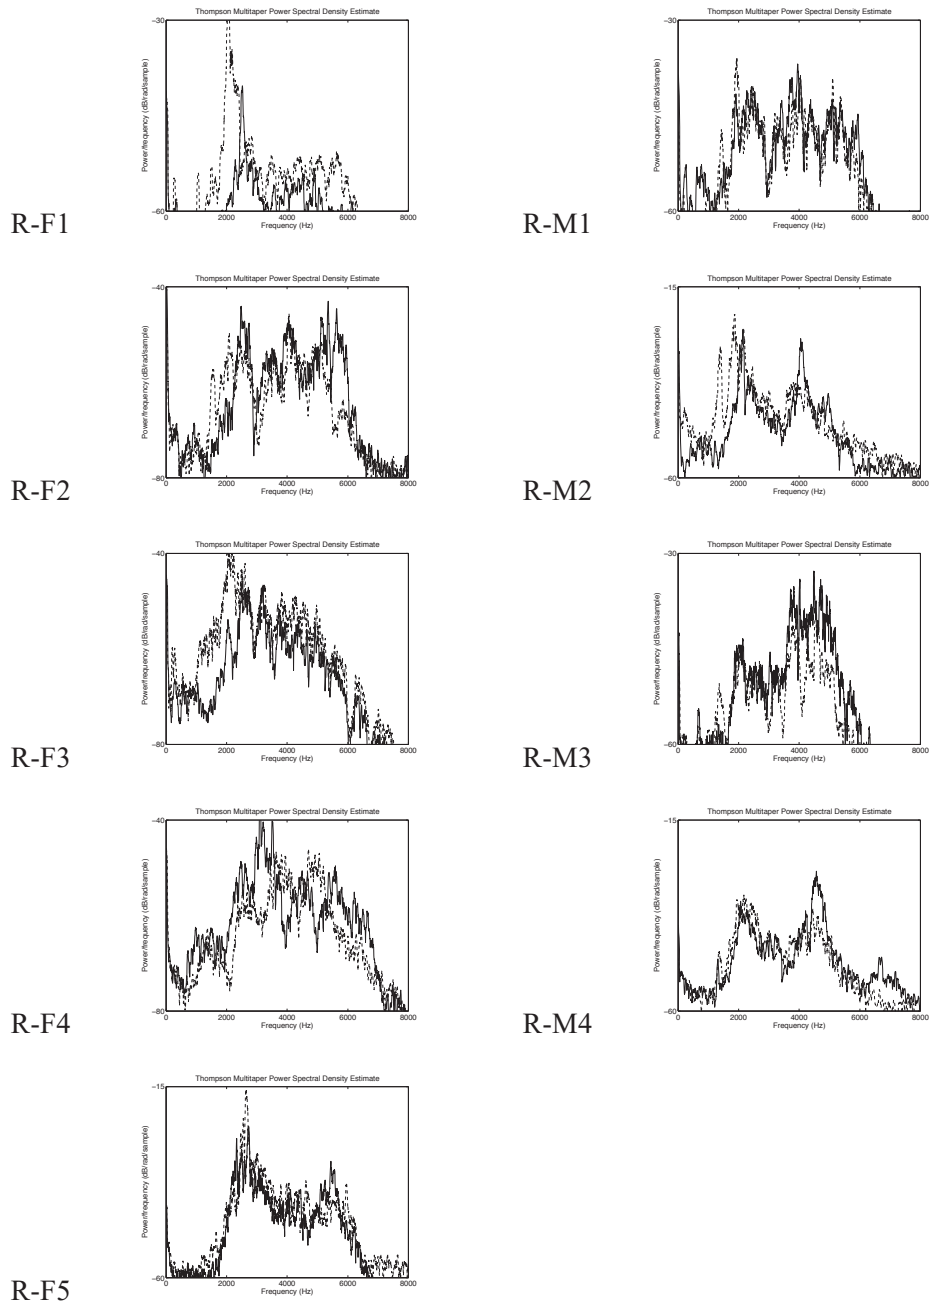 Thompson Multitaper Power Spectral Density Estimate
−30
Power/frequency (dB/rad/sample)
−60
0 2000 4000 6000 8000
Frequency (Hz)
R-F1
Thompson Multitaper Power Spectral Density Estimate
−30
Power/frequency (dB/rad/sample)
−60
0 2000 4000 6000 8000
Frequency (Hz)
R-M1
Thompson Multitaper Power Spectral Density Estimate
−40
Power/frequency (dB/rad/sample)
−80
0 2000 4000 6000 8000
Frequency (Hz)
R-F2
Thompson Multitaper Power Spectral Density Estimate
−15
Power/frequency (dB/rad/sample)
−60
0 2000 4000 6000 8000
Frequency (Hz)
R-M2
Thompson Multitaper Power Spectral Density Estimate
−40
Power/frequency (dB/rad/sample)
−80
0 2000 4000 6000 8000
Frequency (Hz)
R-F3
Thompson Multitaper Power Spectral Density Estimate
−30
Power/frequency (dB/rad/sample)
−60
0 2000 4000 6000 8000
Frequency (Hz)
R-M3
Thompson Multitaper Power Spectral Density Estimate
−40
Power/frequency (dB/rad/sample)
−80
0 2000 4000 6000 8000
Frequency (Hz)
R-F4
Thompson Multitaper Power Spectral Density Estimate
−15
Power/frequency (dB/rad/sample)
−60
0 2000 4000 6000 8000
Frequency (Hz)
R-M4
Thompson Multitaper Power Spectral Density Estimate
−15
Power/frequency (dB/rad/sample)
−60
0 2000 4000 6000 8000
Frequency (Hz)
R-F5